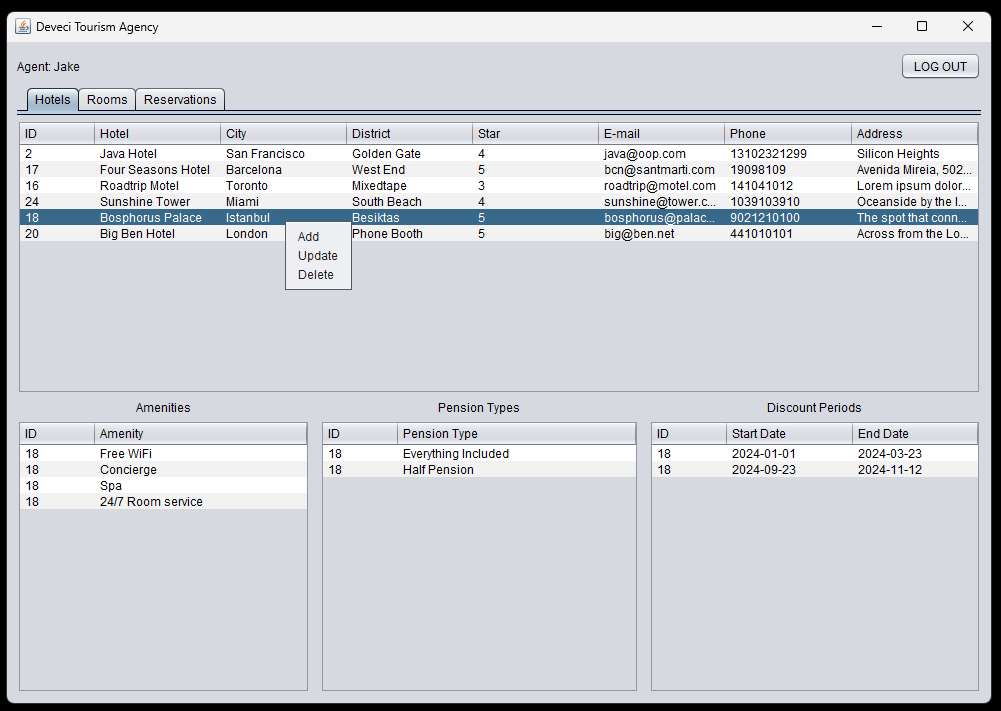 Deveci Tourism Agency
Agent: Jake
LOG OUT
Hotels Rooms Reservations
ID Hotel City District Star E-mail Phone Address
2 Java Hotel San Francisco Golden Gate 4 java@oop.com 13102321299 Silicon Heights
17 Four Seasons Hotel Barcelona West End 5 bcn@santmarti.com 19098109 Avenida Mireia, 502...
16 Roadtrip Motel Toronto Mixedtape 3 roadtrip@motel.com 141041012 Lorem ipsum dolor...
24 Sunshine Tower Miami South Beach 4 sunshine@tower.c... 1039103910 Oceanside by the l...
18 Bosphorus Palace Istanbul Besiktas 5 bosphorus@palac... 9021210100 The spot that conn...
20 Big Ben Hotel London Phone Booth 5 big@ben.net 441010101 Across from the Lo...
Add
Update
Delete
Amenities Pension Types Discount Periods
ID Amenity ID Pension Type ID Start Date End Date
18 Free WiFi 18 Everything Included 18 2024-01-01 2024-03-23
18 Concierge 18 Half Pension 18 2024-09-23 2024-11-12
18 Spa
18 24/7 Room service